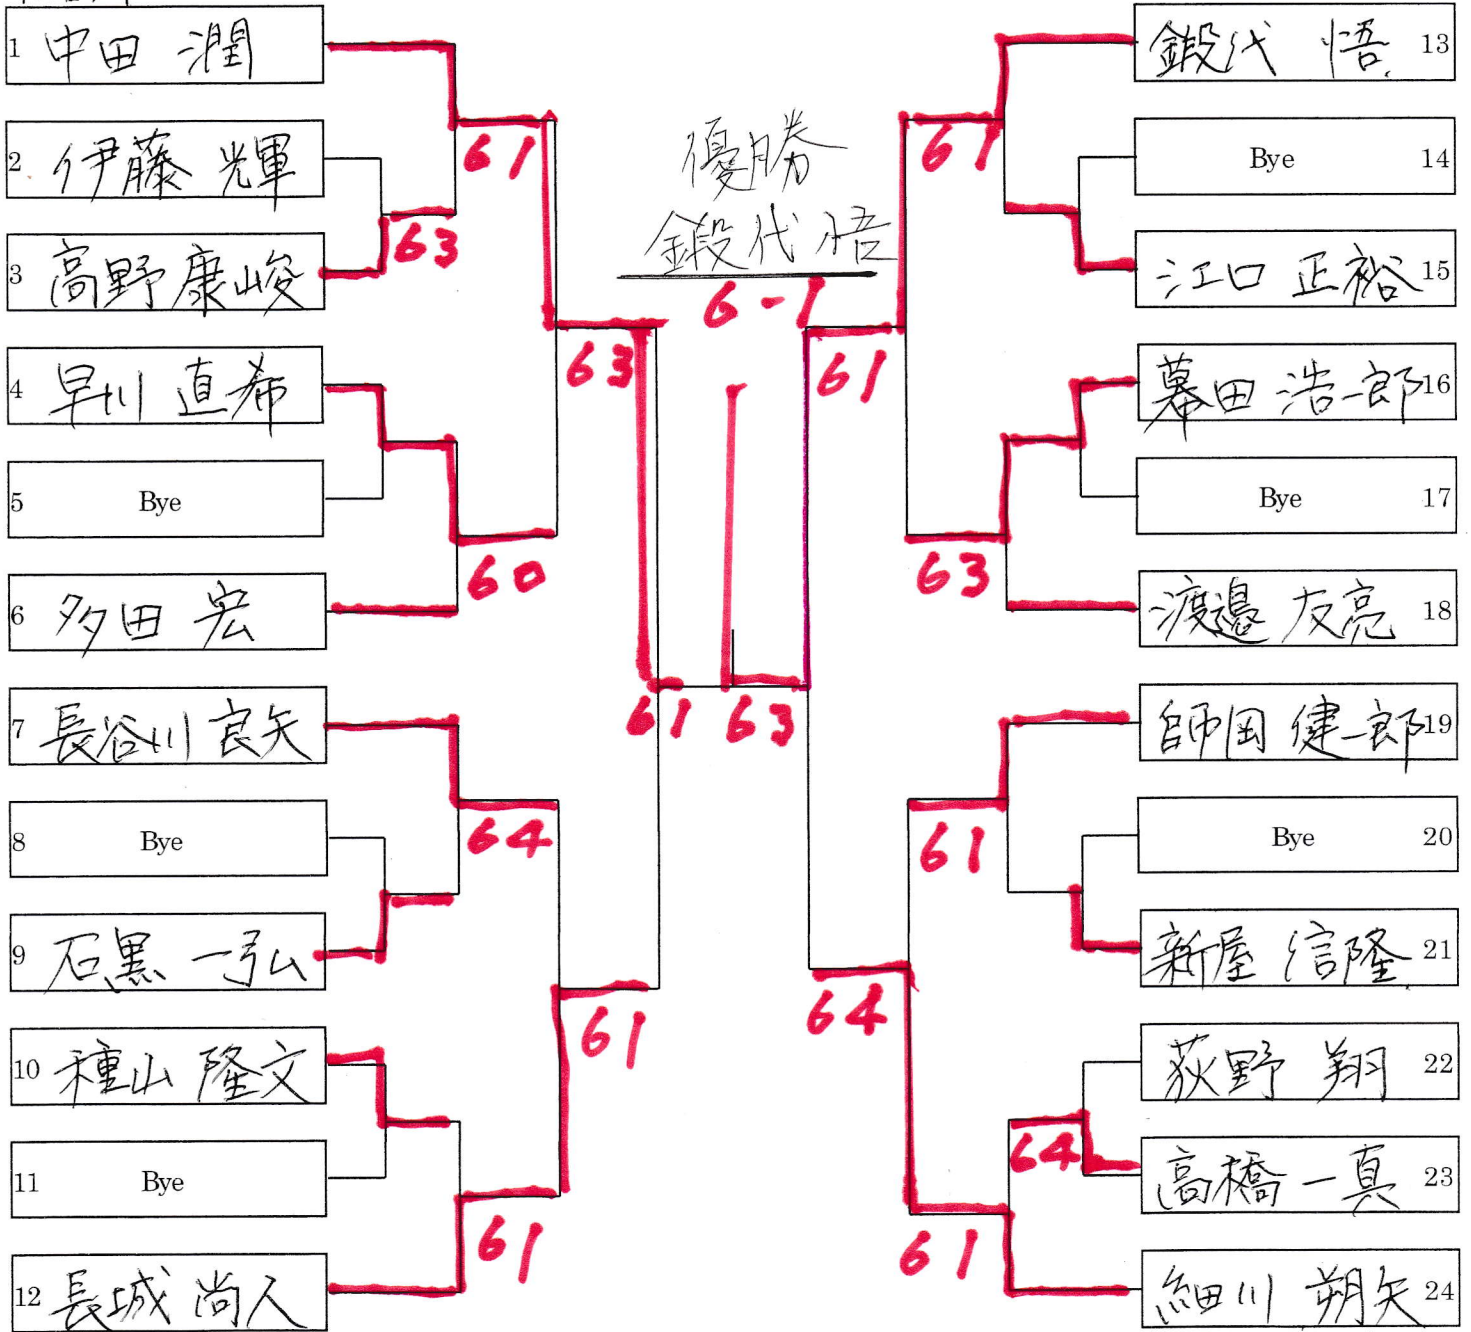 1 中田 潤
2 伊藤 光輝
3 高野 康峻
4 早川 直希
5 Bye
6 多田 宏
7 長谷川 良矢
8 Bye
9 石黒 一弘
10 種山 隆文
11 Bye
12 長城 尚人
61
63
60
63
64
61
61
61
優勝
鍛代 悟
6-1
63
61
61
63
61
64
64
61
鍛代 悟 13
Bye 14
江口 正裕 15
幕田 浩一郎 16
Bye 17
渡邉 友亮 18
師岡 健一郎 19
Bye 20
新屋 信隆 21
荻野 翔 22
高橋 一真 23
細川 朔矢 24